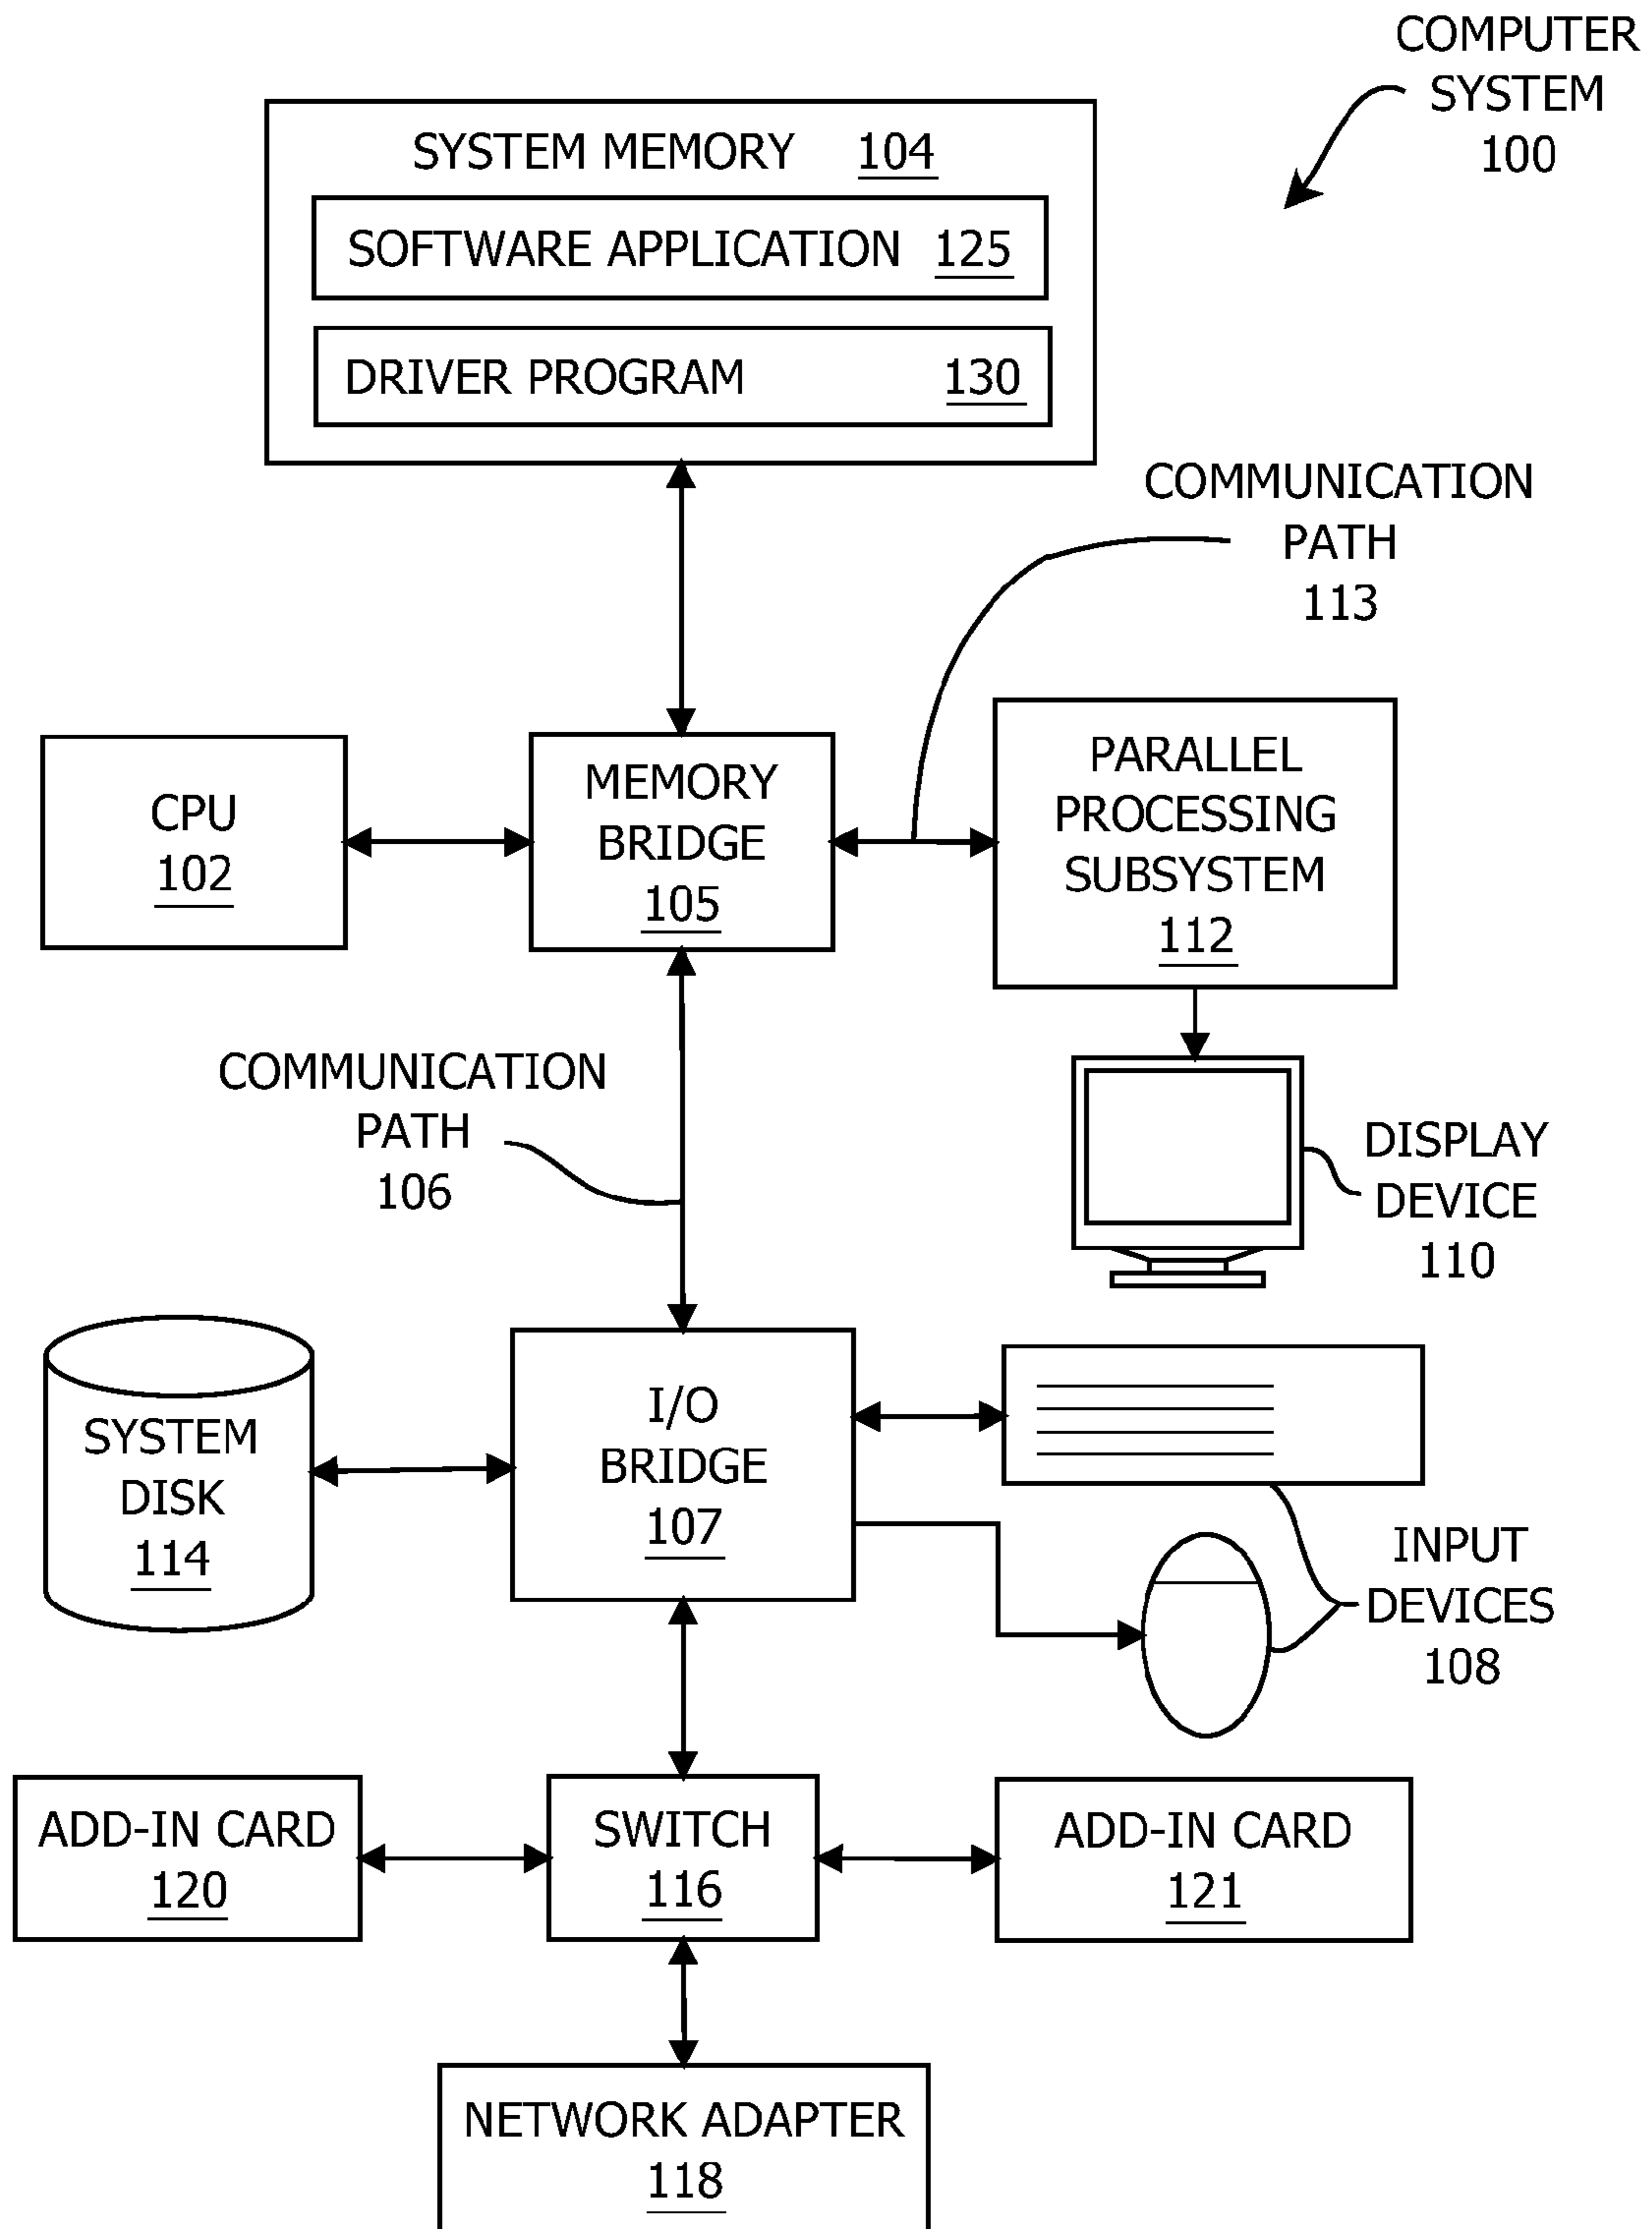 COMPUTER
SYSTEM
100
SYSTEM MEMORY 104
SOFTWARE APPLICATION 125
DRIVER PROGRAM 130
COMMUNICATION
PATH
113
CPU
102
MEMORY
BRIDGE
105
PARALLEL
PROCESSING
SUBSYSTEM
112
COMMUNICATION
PATH
106
DISPLAY
DEVICE
110
SYSTEM
DISK
114
I/O
BRIDGE
107
INPUT
DEVICES
108
ADD-IN CARD
120
SWITCH
116
ADD-IN CARD
121
NETWORK ADAPTER
118